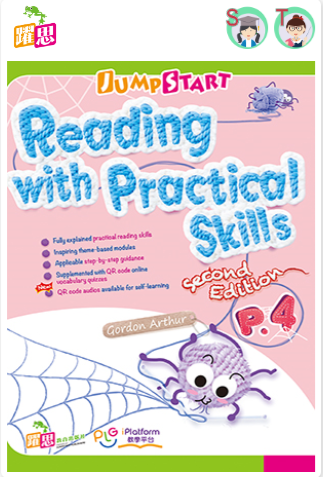 躍思
S T
JUMPSTART
Reading
with Practical
Skills
Second
Edition
P.4
Fully explained practical reading skills
Inspiring theme-based modules
Applicable step-by-step guidance
Supplemented with QR code online
vocabulary quizzes
New!
QR code audios available for self-learning
Gordon Arthur
躍思
PLG iPlatform
教學平台